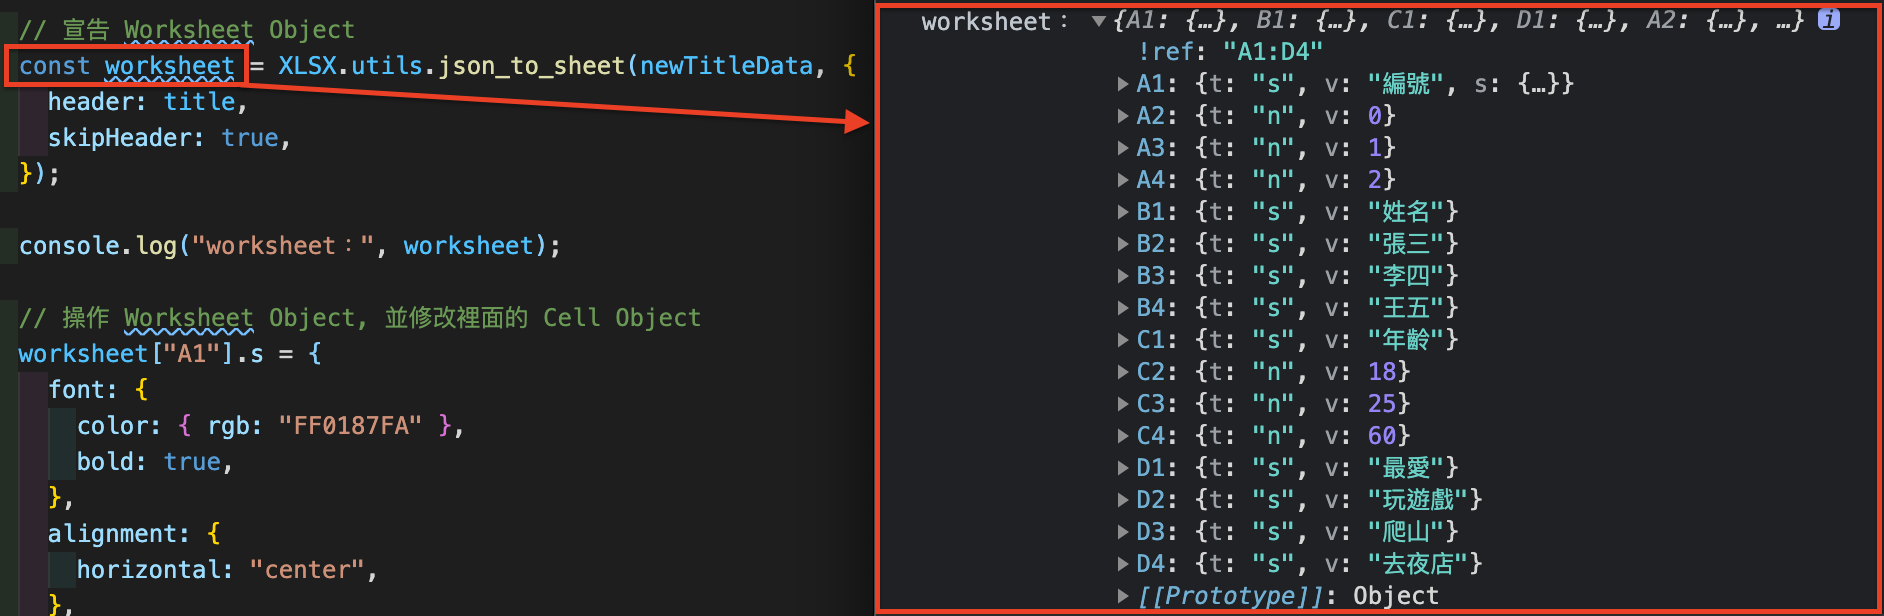 // 宣告 Worksheet Object
const worksheet = XLSX.utils.json_to_sheet(newTitleData, {
header: title,
skipHeader: true,
});
console.log("worksheet：", worksheet);
// 操作 Worksheet Object, 並修改裡面的 Cell Object
worksheet["A1"].s = {
font: {
color: { rgb: "FF0187FA" },
bold: true,
},
alignment: {
horizontal: "center",
},
worksheet： ▼{A1: {…}, B1: {…}, C1: {…}, D1: {…}, A2: {…}, …} i
!ref: "A1:D4"
▶A1: {t: "s", v: "編號", s: {…}}
▶A2: {t: "n", v: 0}
▶A3: {t: "n", v: 1}
▶A4: {t: "n", v: 2}
▶B1: {t: "s", v: "姓名"}
▶B2: {t: "s", v: "張三"}
▶B3: {t: "s", v: "李四"}
▶B4: {t: "s", v: "王五"}
▶C1: {t: "s", v: "年齡"}
▶C2: {t: "n", v: 18}
▶C3: {t: "n", v: 25}
▶C4: {t: "n", v: 60}
▶D1: {t: "s", v: "最愛"}
▶D2: {t: "s", v: "玩遊戲"}
▶D3: {t: "s", v: "爬山"}
▶D4: {t: "s", v: "去夜店"}
▶[[Prototype]]: Object